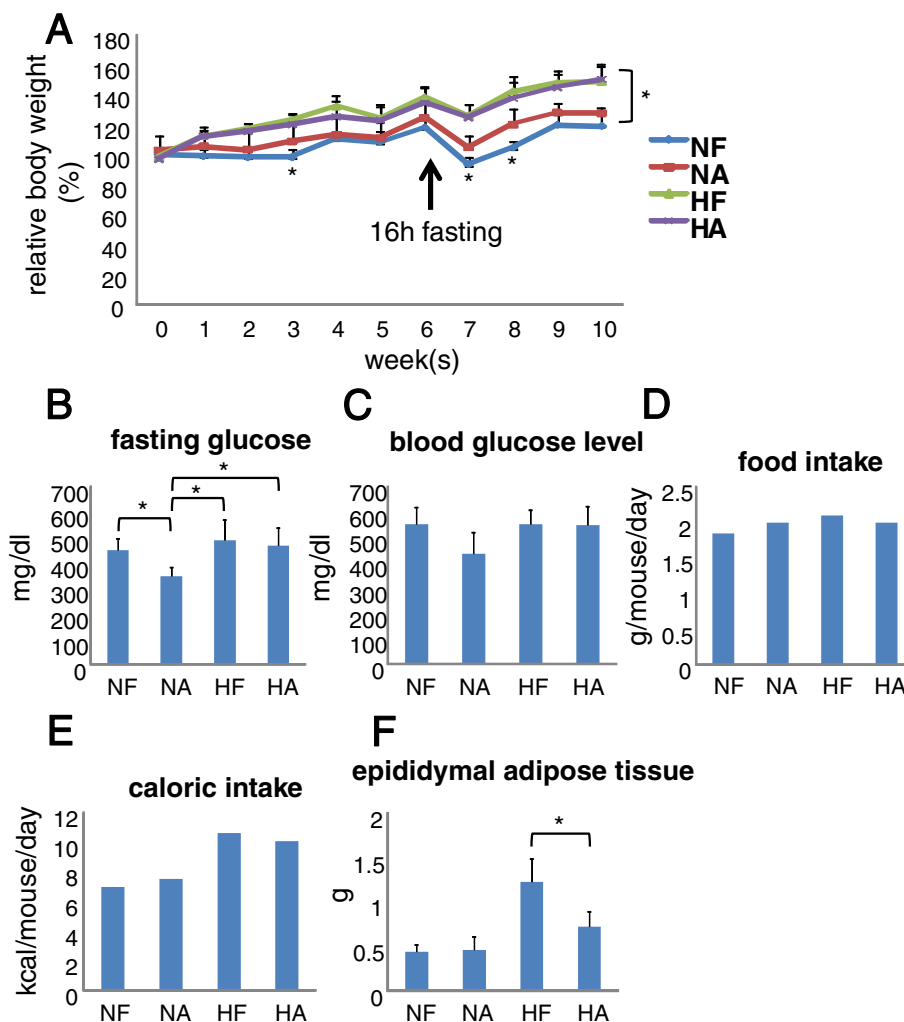 A
relative body weight
(%)
180
160
140
120
100
80
60
40
20
0
*
*
*
*
16h fasting
NF
NA
HF
HA
0 1 2 3 4 5 6 7 8 9 10
week(s)
B
fasting glucose
mg/dl
700
600
500
400
300
200
100
0
*
*
*
NF NA HF HA
C
blood glucose level
mg/dl
700
600
500
400
300
200
100
0
NF NA HF HA
D
food intake
g/mouse/day
2.5
2
1.5
1
0.5
0
NF NA HF HA
E
caloric intake
kcal/mouse/day
12
10
8
6
4
2
0
NF NA HF HA
F
epididymal adipose tissue
g
2
1.5
1
0.5
0
*
NF NA HF HA